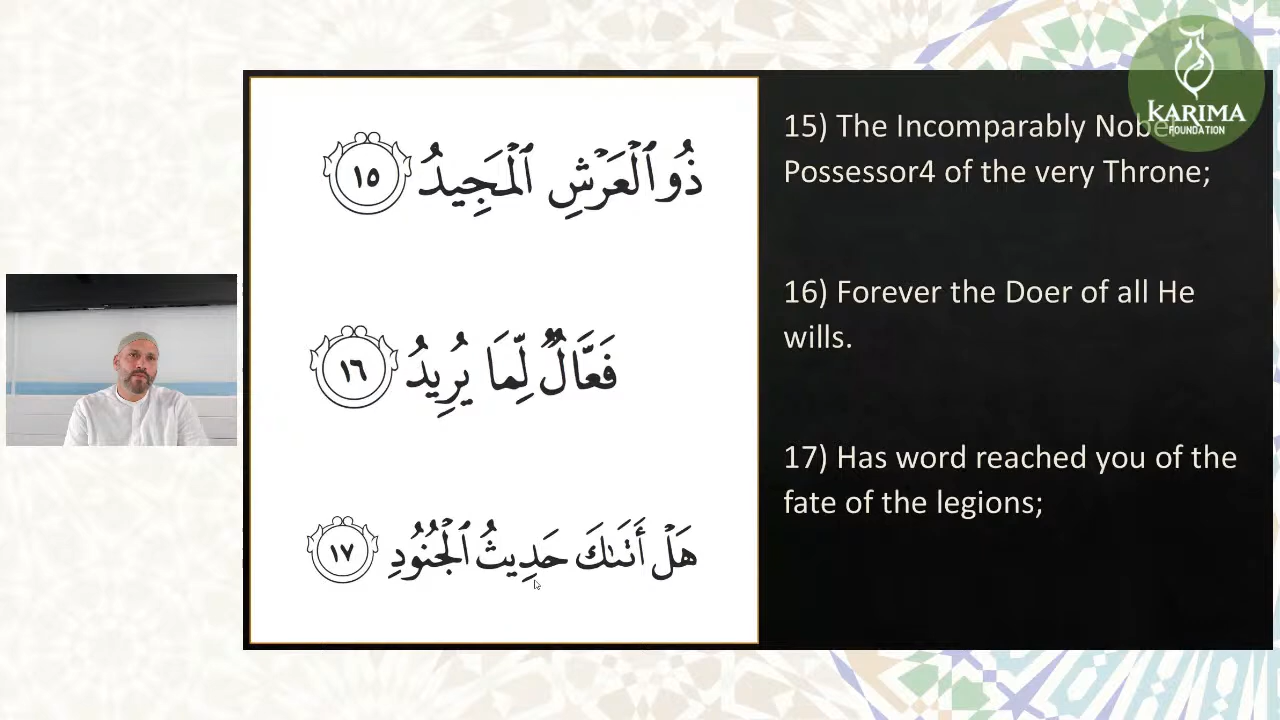 ذُو ٱلْعَرْشِ ٱلْمَجِيدُ ١٥
فَعَّالٌ لِّمَا يُرِيدُ ١٦
هَلْ أَتَىٰكَ حَدِيثُ ٱلْجُنُودِ ١٧
15) The Incomparably Nobel
Possessor4 of the very Throne;
16) Forever the Doer of all He
wills.
17) Has word reached you of the
fate of the legions;
KARIMA
FOUNDATION